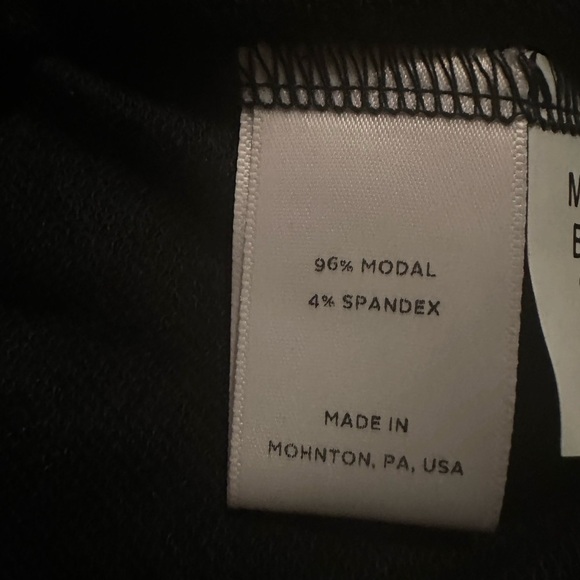 96% MODAL
4% SPANDEX
MADE IN
MOHNTON, PA, USA